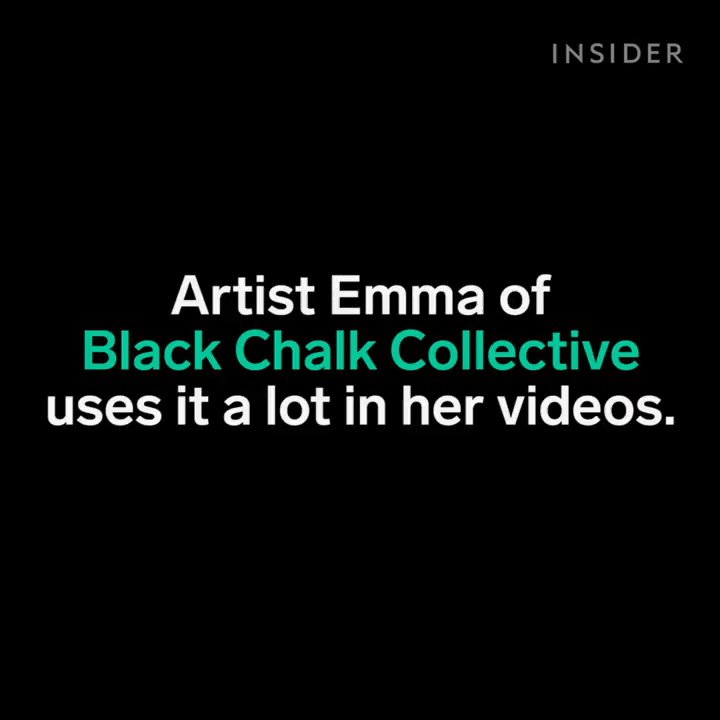 INSIDER
Artist Emma of
Black Chalk Collective
uses it a lot in her videos.